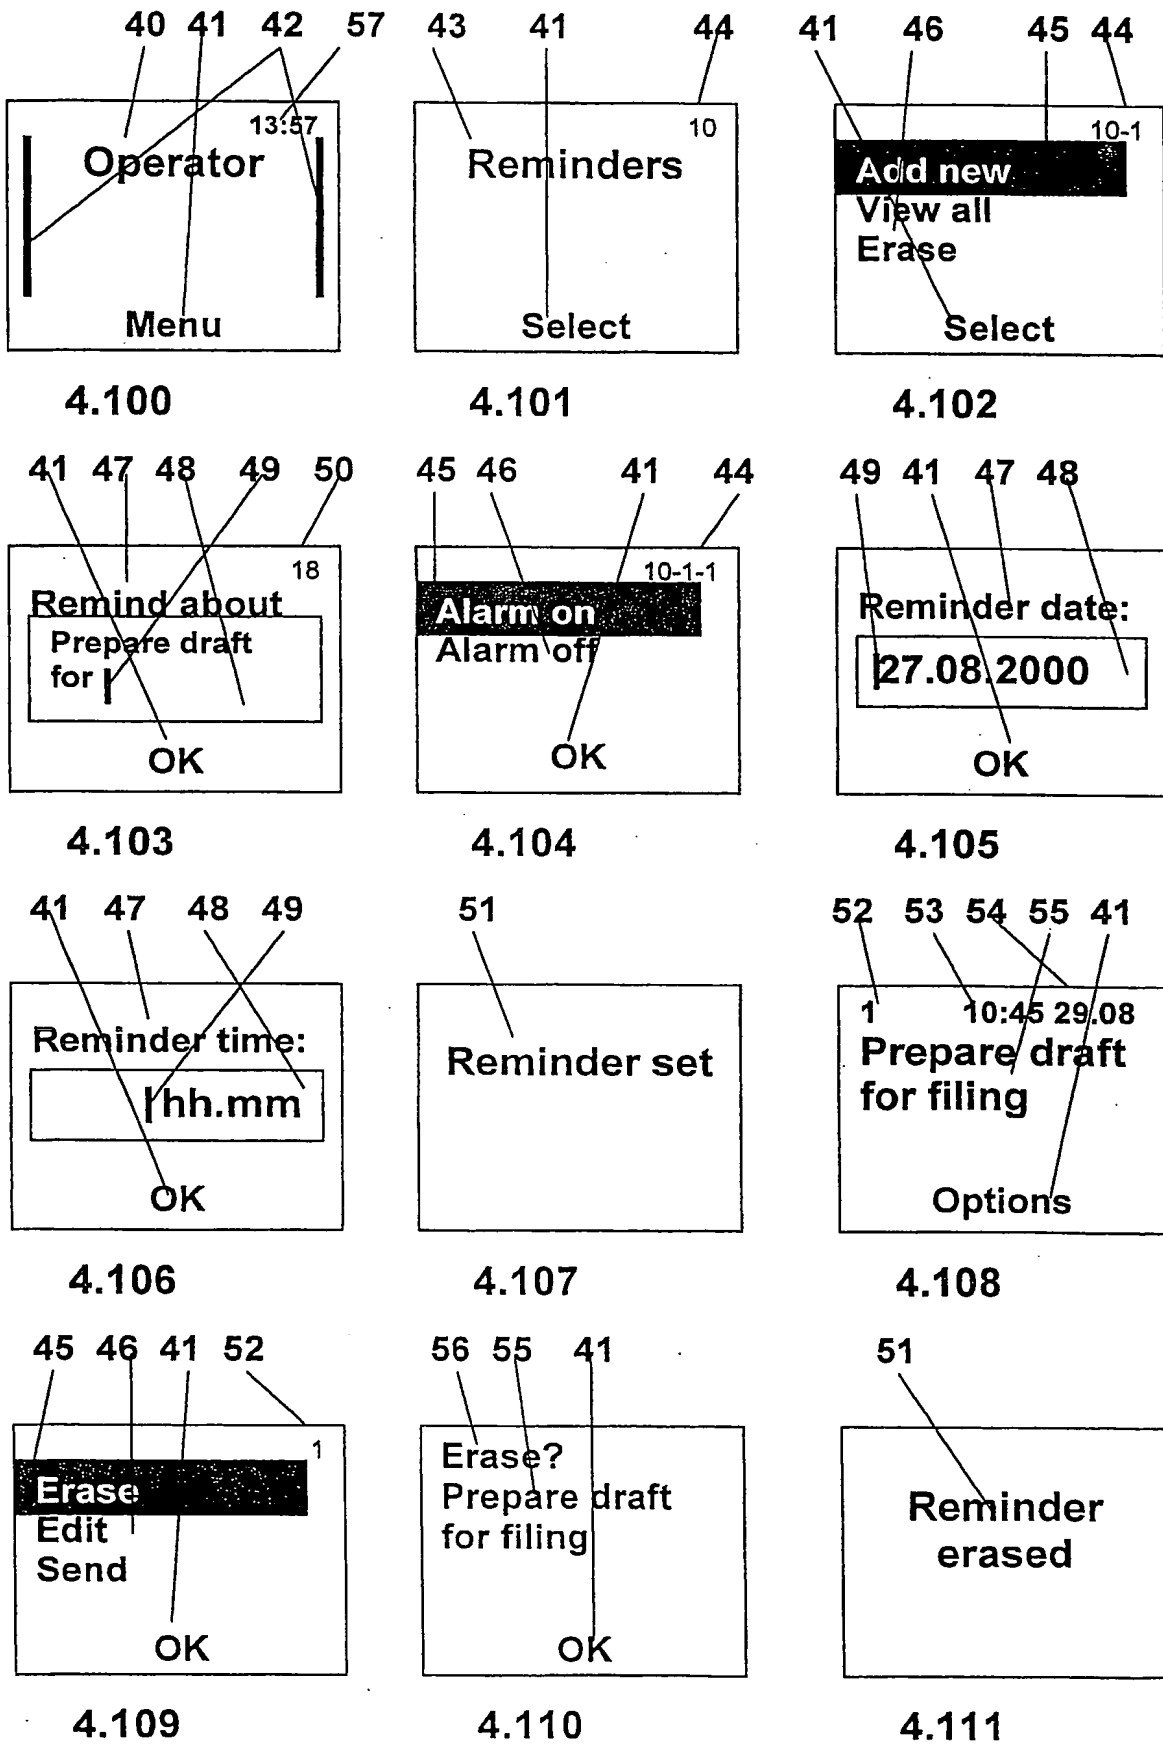 40 41 42 57
13:57
Operator
Menu
4.100
43 41 44
10
Reminders
Select
4.101
41 46 45 44
10-1
Add new
View all
Erase
Select
4.102
41 47 48 49 50
18
Remind about
Prepare draft
for
OK
4.103
45 46 41 44
10-1-1
Alarm on
Alarm off
OK
4.104
49 41 47 48
Reminder date:
27.08.2000
OK
4.105
41 47 48 49
Reminder time:
hh.mm
OK
4.106
51
Reminder set
4.107
52 53 54 55 41
1 10:45 29.08
Prepare draft
for filing
Options
4.108
45 46 41 52
1
Erase
Edit
Send
OK
4.109
56 55 41
Erase?
Prepare draft
for filing
OK
4.110
51
Reminder
erased
4.111